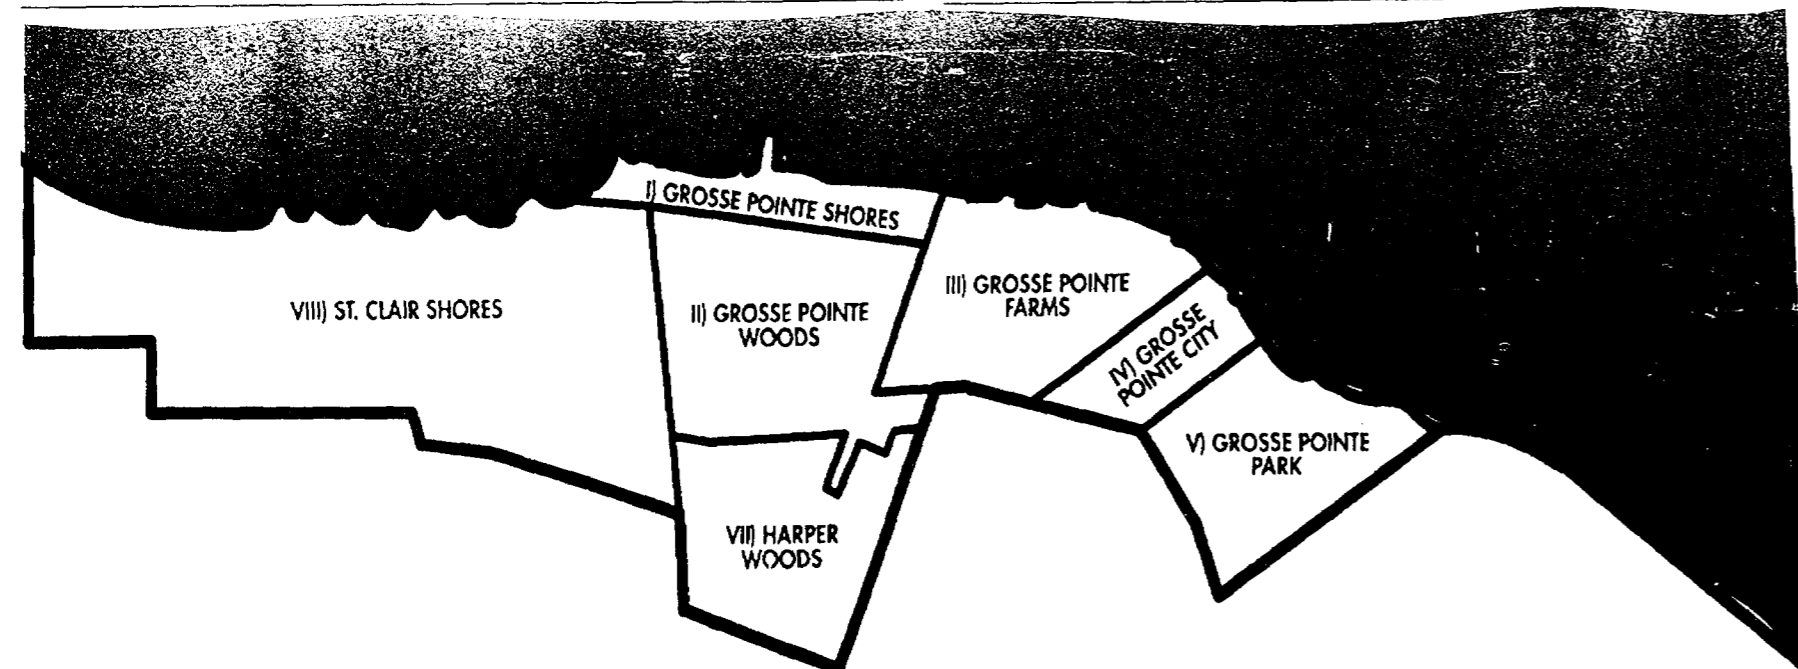 I) GROSSE POINTE SHORES
VIII) ST. CLAIR SHORES
II) GROSSE POINTE
WOODS
III) GROSSE POINTE
FARMS
IV) GROSSE
POINTE CITY
V) GROSSE POINTE
PARK
VII) HARPER
WOODS